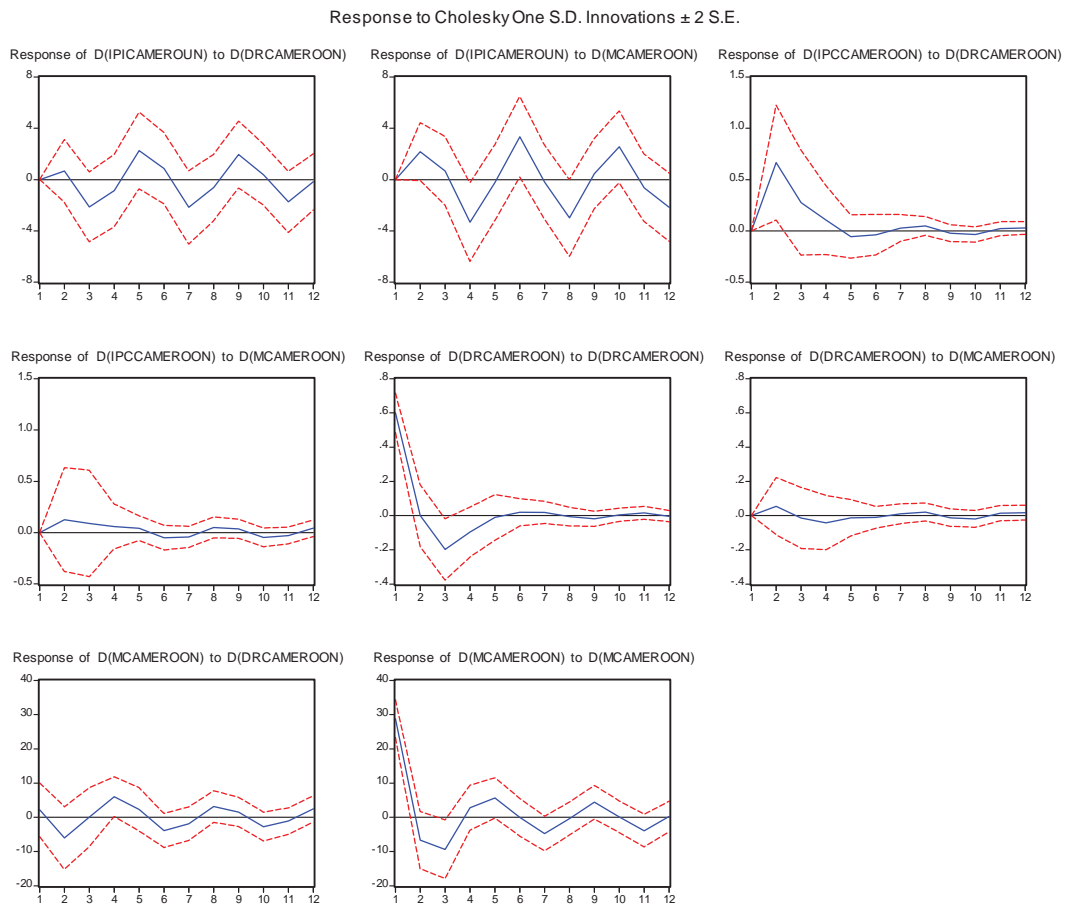 Response to Cholesky One S.D. Innovations ± 2 S.E.
Response of D(IPICAMEROUN) to D(DRCAMEROON)
8
4
0
-4
-8
1 2 3 4 5 6 7 8 9 10 11 12
Response of D(IPICAMEROUN) to D(MCAMEROON)
8
4
0
-4
-8
1 2 3 4 5 6 7 8 9 10 11 12
Response of D(IPCCAMEROON) to D(DRCAMEROON)
1.5
1.0
0.5
0.0
-0.5
1 2 3 4 5 6 7 8 9 10 11 12
Response of D(IPCCAMEROON) to D(MCAMEROON)
1.5
1.0
0.5
0.0
-0.5
1 2 3 4 5 6 7 8 9 10 11 12
Response of D(DRCAMEROON) to D(DRCAMEROON)
.8
.6
.4
.2
.0
-.2
-.4
1 2 3 4 5 6 7 8 9 10 11 12
Response of D(DRCAMEROON) to D(MCAMEROON)
.8
.6
.4
.2
.0
-.2
-.4
1 2 3 4 5 6 7 8 9 10 11 12
Response of D(MCAMEROON) to D(DRCAMEROON)
40
30
20
10
0
-10
-20
1 2 3 4 5 6 7 8 9 10 11 12
Response of D(MCAMEROON) to D(MCAMEROON)
40
30
20
10
0
-10
-20
1 2 3 4 5 6 7 8 9 10 11 12